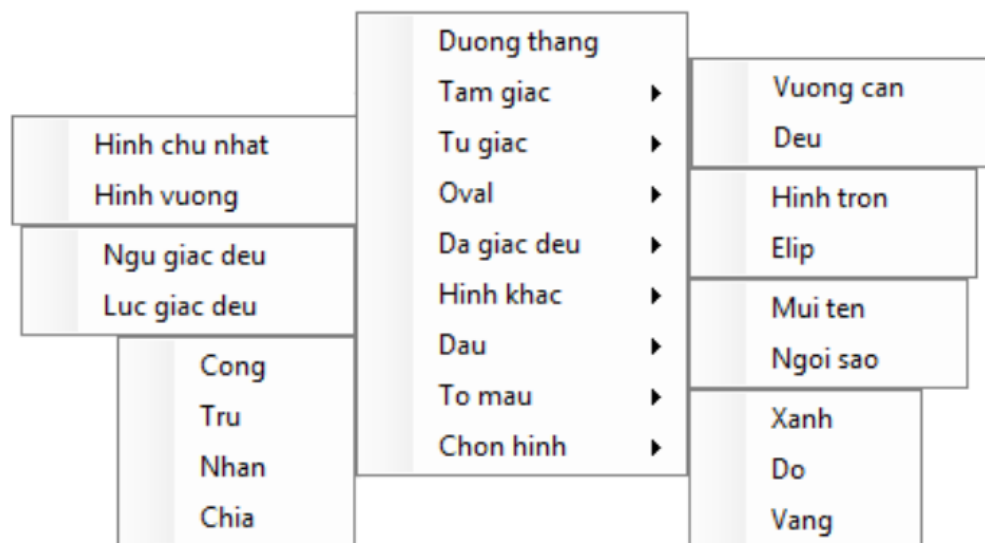 Duong thang
Tam giac
Tu giac
Oval
Da giac deu
Hinh khac
Dau
To mau
Chon hinh
Hinh chu nhat
Hinh vuong
Ngu giac deu
Luc giac deu
Cong
Tru
Nhan
Chia
Vuong can
Deu
Hinh tron
Elip
Mui ten
Ngoi sao
Xanh
Do
Vang